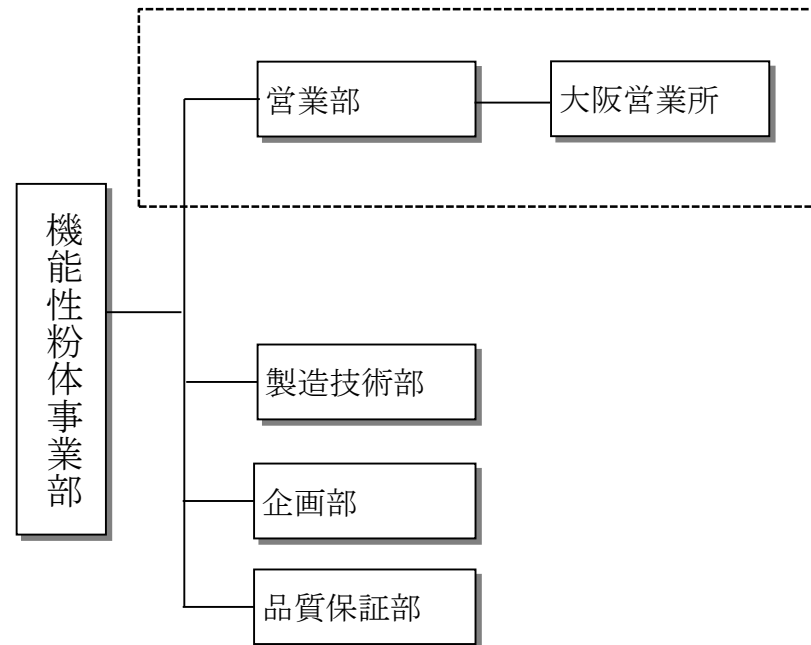 営業部
大阪営業所
機能性粉体事業部
製造技術部
企画部
品質保証部